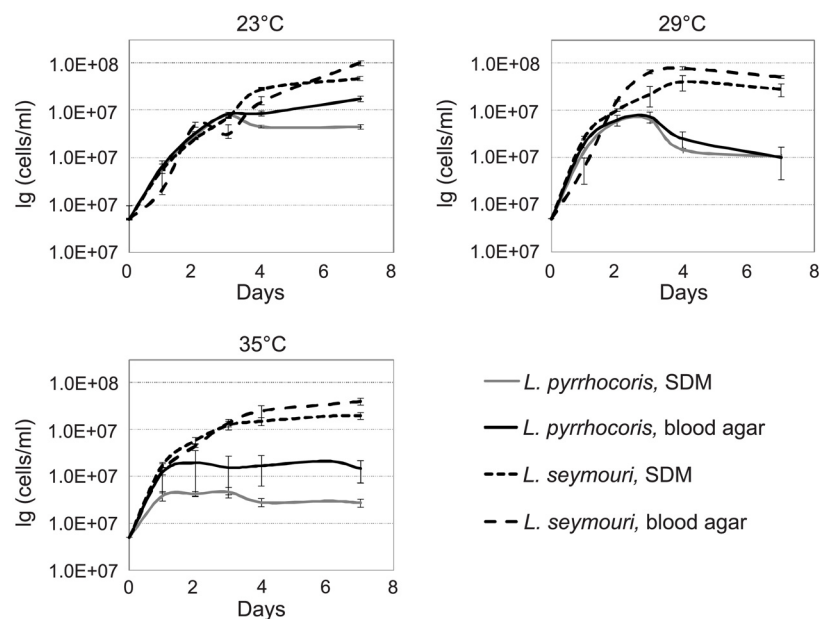 23°C
lg (cells/ml)
1.0E+08
1.0E+07
1.0E+07
1.0E+07
1.0E+07
0 2 4 6 8
Days
29°C
lg (cells/ml)
1.0E+08
1.0E+07
1.0E+07
1.0E+07
1.0E+07
0 2 4 6 8
Days
35°C
lg (cells/ml)
1.0E+08
1.0E+07
1.0E+07
1.0E+07
1.0E+07
0 2 4 6 8
Days
L. pyrrhocoris, SDM
L. pyrrhocoris, blood agar
L. seymouri, SDM
L. seymouri, blood agar